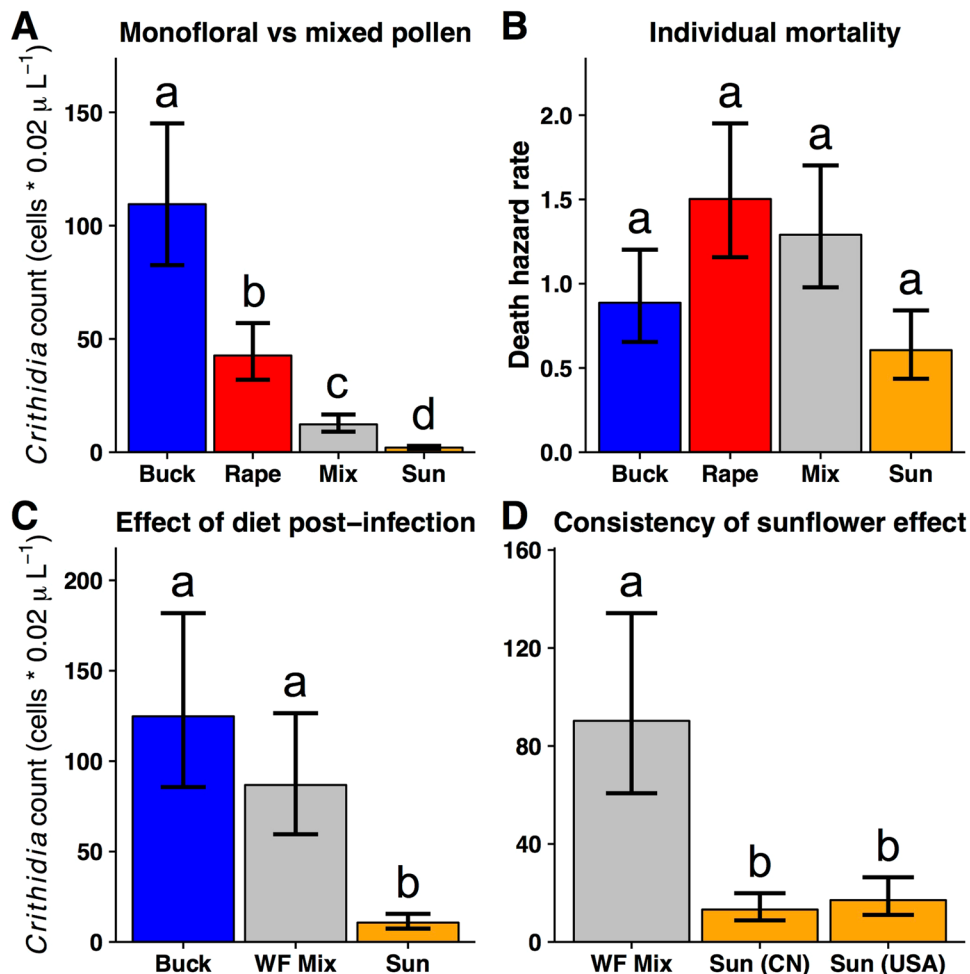 A Monofloral vs mixed pollen
Crithidia count (cells * 0.02 μ L⁻¹)
150
100
50
0
a
b
c
d
Buck Rape Mix Sun
B Individual mortality
Death hazard rate
2.0
1.5
1.0
0.5
0.0
a
a
a
a
Buck Rape Mix Sun
C Effect of diet post−infection
Crithidia count (cells * 0.02 μ L⁻¹)
200
150
100
50
0
a
a
b
Buck WF Mix Sun
D Consistency of sunflower effect
160
120
80
40
0
a
b
b
WF Mix Sun (CN) Sun (USA)